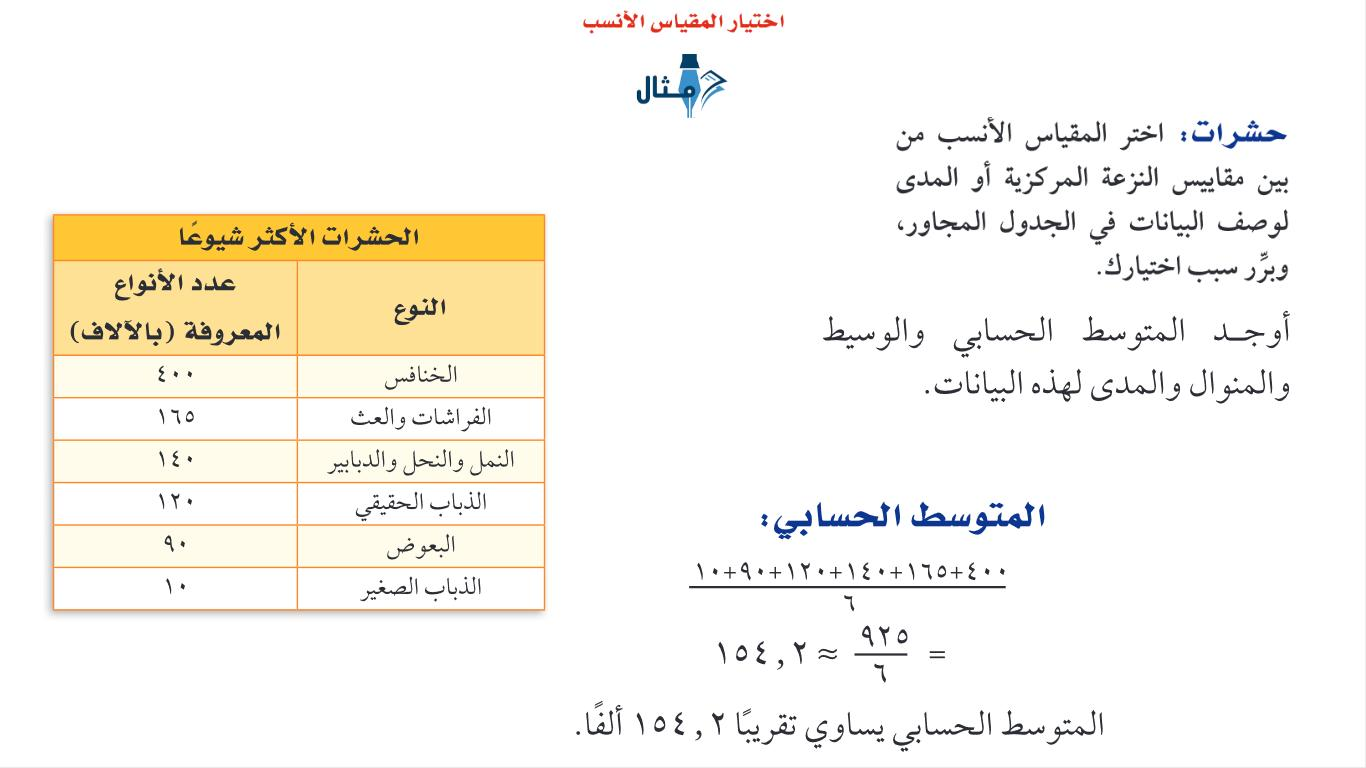 اختيار المقياس الأنسب
مثال
حشرات: اختر المقياس الأنسب من
بين مقاييس النزعة المركزية أو المدى
لوصف البيانات في الجدول المجاور،
وبرِّر سبب اختيارك.
أوجـد المتوسط الحسابي والوسيط
والمنوال والمدى لهذه البيانات.
الحشرات الأكثر شيوعًا
النوع عدد الأنواع
المعروفة (بالآلاف)
الخنافس ٤٠٠
الفراشات والعث ١٦٥
النمل والنحل والدبابير ١٤٠
الذباب الحقيقي ١٢٠
البعوض ٩٠
الذباب الصغير ١٠
المتوسط الحسابي:
٤٠٠+١٦٥+١٤٠+١٢٠+٩٠+١٠
٦
= ٩٢٥/٦ ≈ ١٥٤,٢
المتوسط الحسابي يساوي تقريبًا ١٥٤,٢ ألفًا.